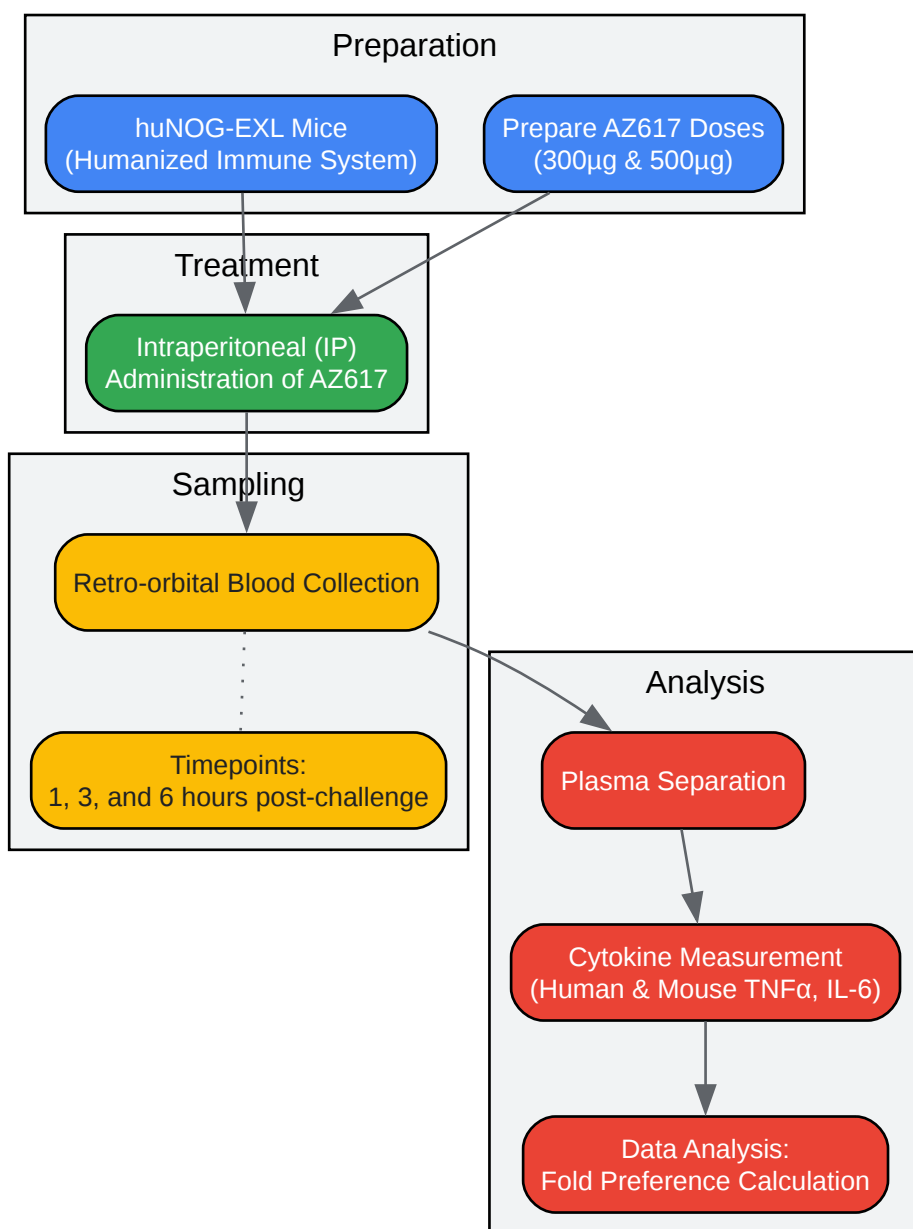 Preparation
huNOG-EXL Mice
(Humanized Immune System)
Prepare AZ617 Doses
(300µg & 500µg)
Treatment
Intraperitoneal (IP)
Administration of AZ617
Sampling
Retro-orbital Blood Collection
Timepoints:
1, 3, and 6 hours post-challenge
Analysis
Plasma Separation
Cytokine Measurement
(Human & Mouse TNFα, IL-6)
Data Analysis:
Fold Preference Calculation